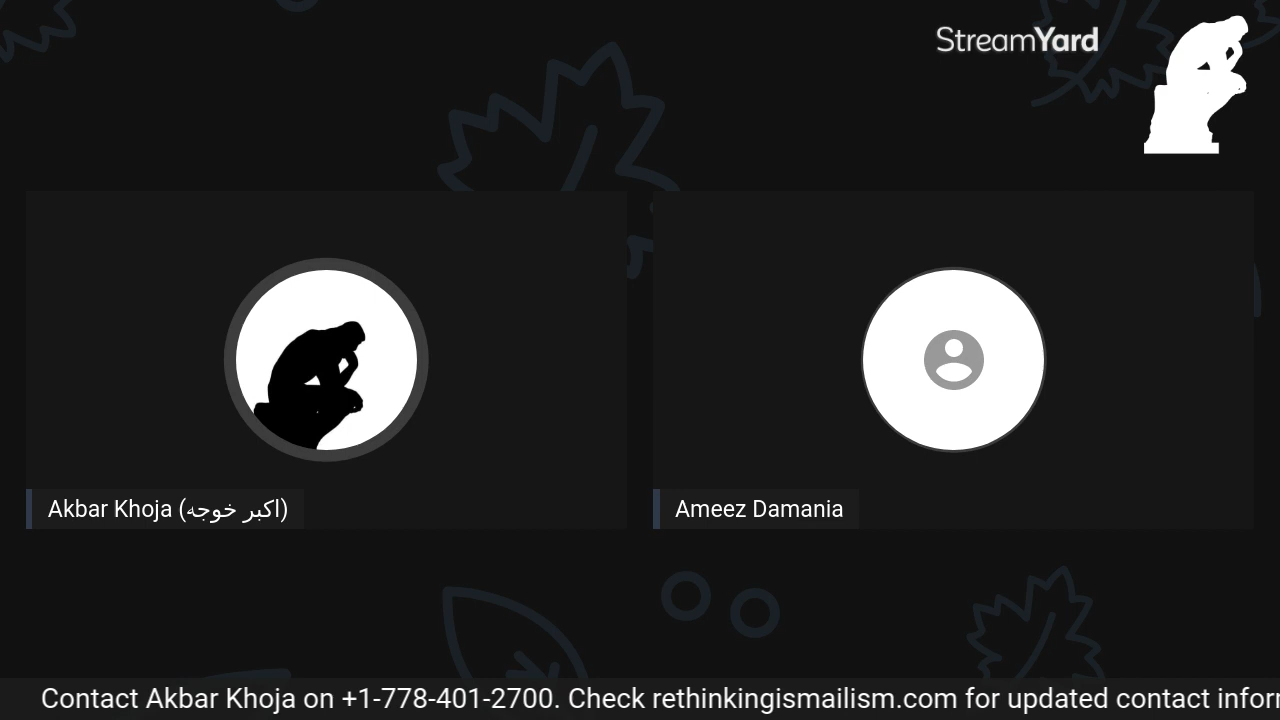 StreamYard
Akbar Khoja (اکبر خوجه)
Ameez Damania
Contact Akbar Khoja on +1-778-401-2700. Check rethinkingismailism.com for updated contact infor